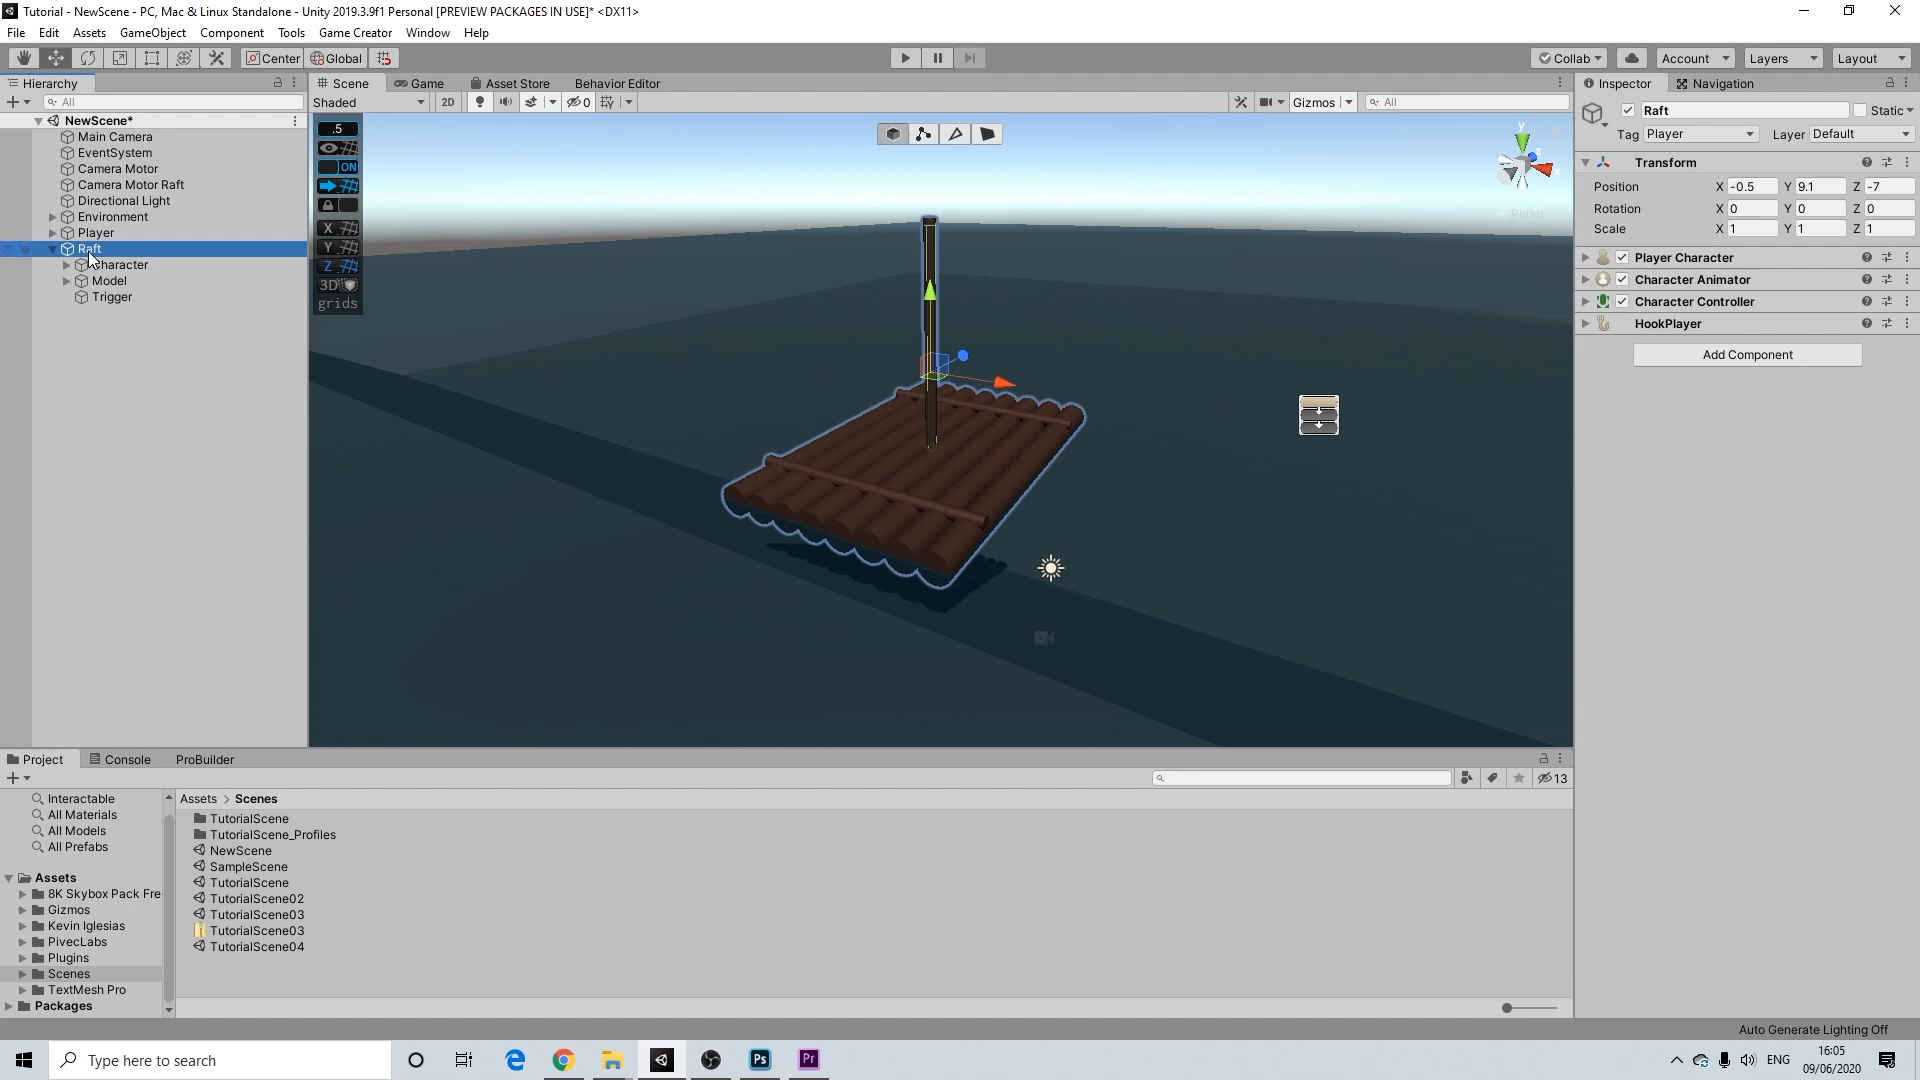 Tutorial - NewScene - PC, Mac & Linux Standalone - Unity 2019.3.9f1 Personal [PREVIEW PACKAGES IN USE]* <DX11>
File Edit Assets GameObject Component Tools Game Creator Window Help
Center Global Collab Account Layers Layout
Hierarchy
All
NewScene*
Main Camera
EventSystem
Camera Motor
Camera Motor Raft
Directional Light
Environment
Player
Raft
Character
Model
Trigger
Scene Game Asset Store Behavior Editor
Shaded 2D 0 Gizmos All
.5
ON
X
Y
Z
3D
grids
y
x
Persp
Inspector Navigation
Raft Static
Tag Player Layer Default
Transform
Position X -0.5 Y 9.1 Z -7
Rotation X 0 Y 0 Z 0
Scale X 1 Y 1 Z 1
Player Character
Character Animator
Character Controller
HookPlayer
Add Component
Project Console ProBuilder
13
Interactable
All Materials
All Models
All Prefabs
Assets
8K Skybox Pack Fre
Gizmos
Kevin Iglesias
PivecLabs
Plugins
Scenes
TextMesh Pro
Packages
Assets > Scenes
TutorialScene
TutorialScene_Profiles
NewScene
SampleScene
TutorialScene
TutorialScene02
TutorialScene03
TutorialScene03
TutorialScene04
Auto Generate Lighting Off
Type here to search
Ps
Pr
ENG
16:05
09/06/2020